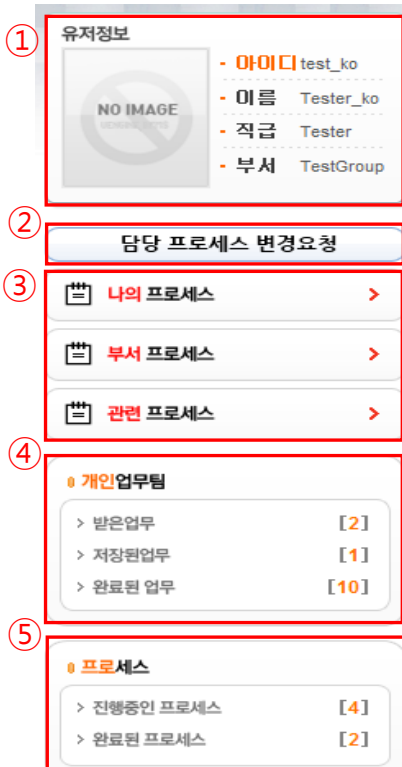 ①
유저정보
NO IMAGE
- 아이디 test_ko
- 이름 Tester_ko
- 직급 Tester
- 부서 TestGroup
②
담당 프로세스 변경요청
③
나의 프로세스 >
부서 프로세스 >
관련 프로세스 >
④
개인업무팀
> 받은업무 [2]
> 저장된업무 [1]
> 완료된 업무 [10]
⑤
프로세스
> 진행중인 프로세스 [4]
> 완료된 프로세스 [2]